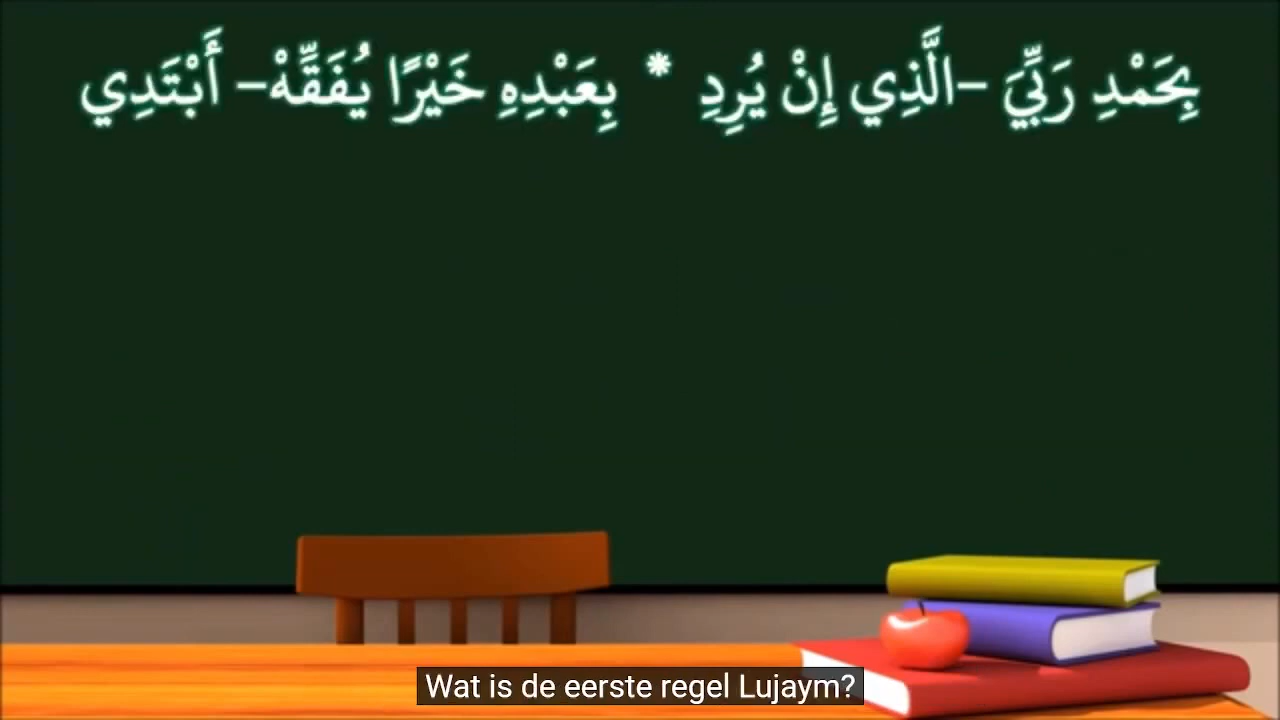 بِحَمْدِ رَبِّيَ –الَّذِي إِنْ يُرِدِ * بِعَبْدِهِ خَيْرًا يُفَقِّهْ– أَبْتَدِي
Wat is de eerste regel Lujaym?